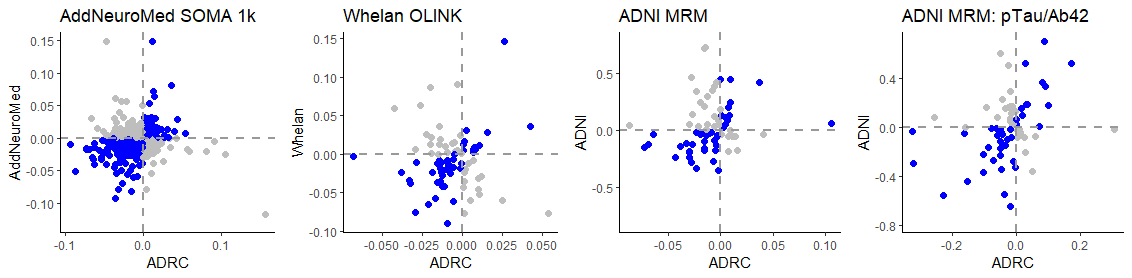 AddNeuroMed SOMA 1k
0.15
0.10
0.05
0.00
-0.05
-0.10
AddNeuroMed
-0.1
0.0
0.1
ADRC
Whelan OLINK
0.15
0.10
0.05
0.00
-0.05
-0.10
Whelan
-0.050
-0.025
0.000
0.025
0.050
ADRC
ADNI MRM
0.5
0.0
-0.5
ADNI
-0.05
0.00
0.05
0.10
ADRC
ADNI MRM: pTau/Ab42
0.4
0.0
-0.4
-0.8
ADNI
-0.2
0.0
0.2
ADRC